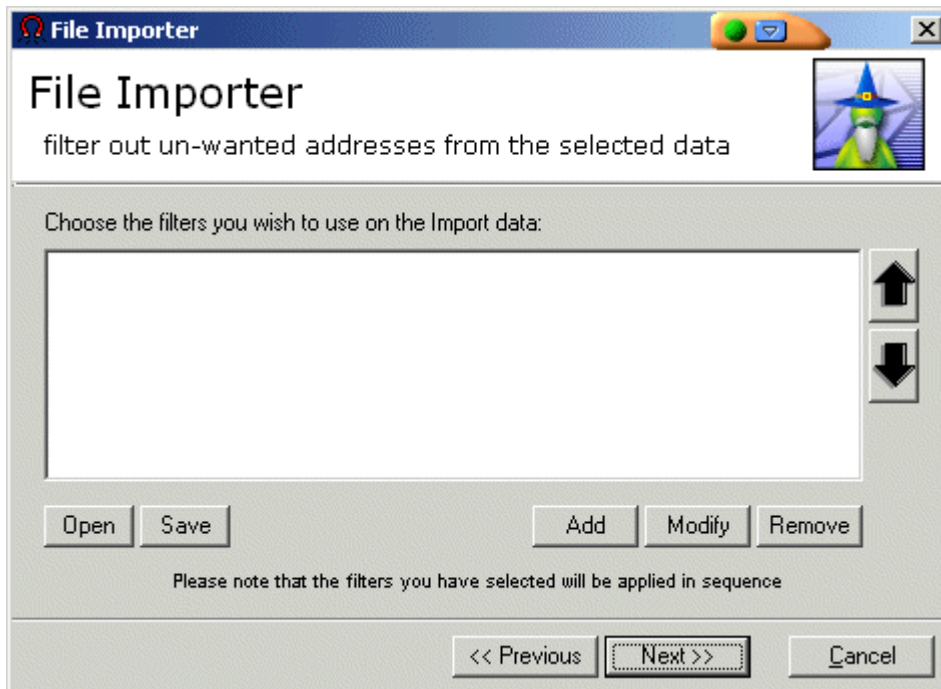 File Importer
File Importer
filter out un-wanted addresses from the selected data
Choose the filters you wish to use on the Import data:
Open Save Add Modify Remove
Please note that the filters you have selected will be applied in sequence
<< Previous Next >> Cancel